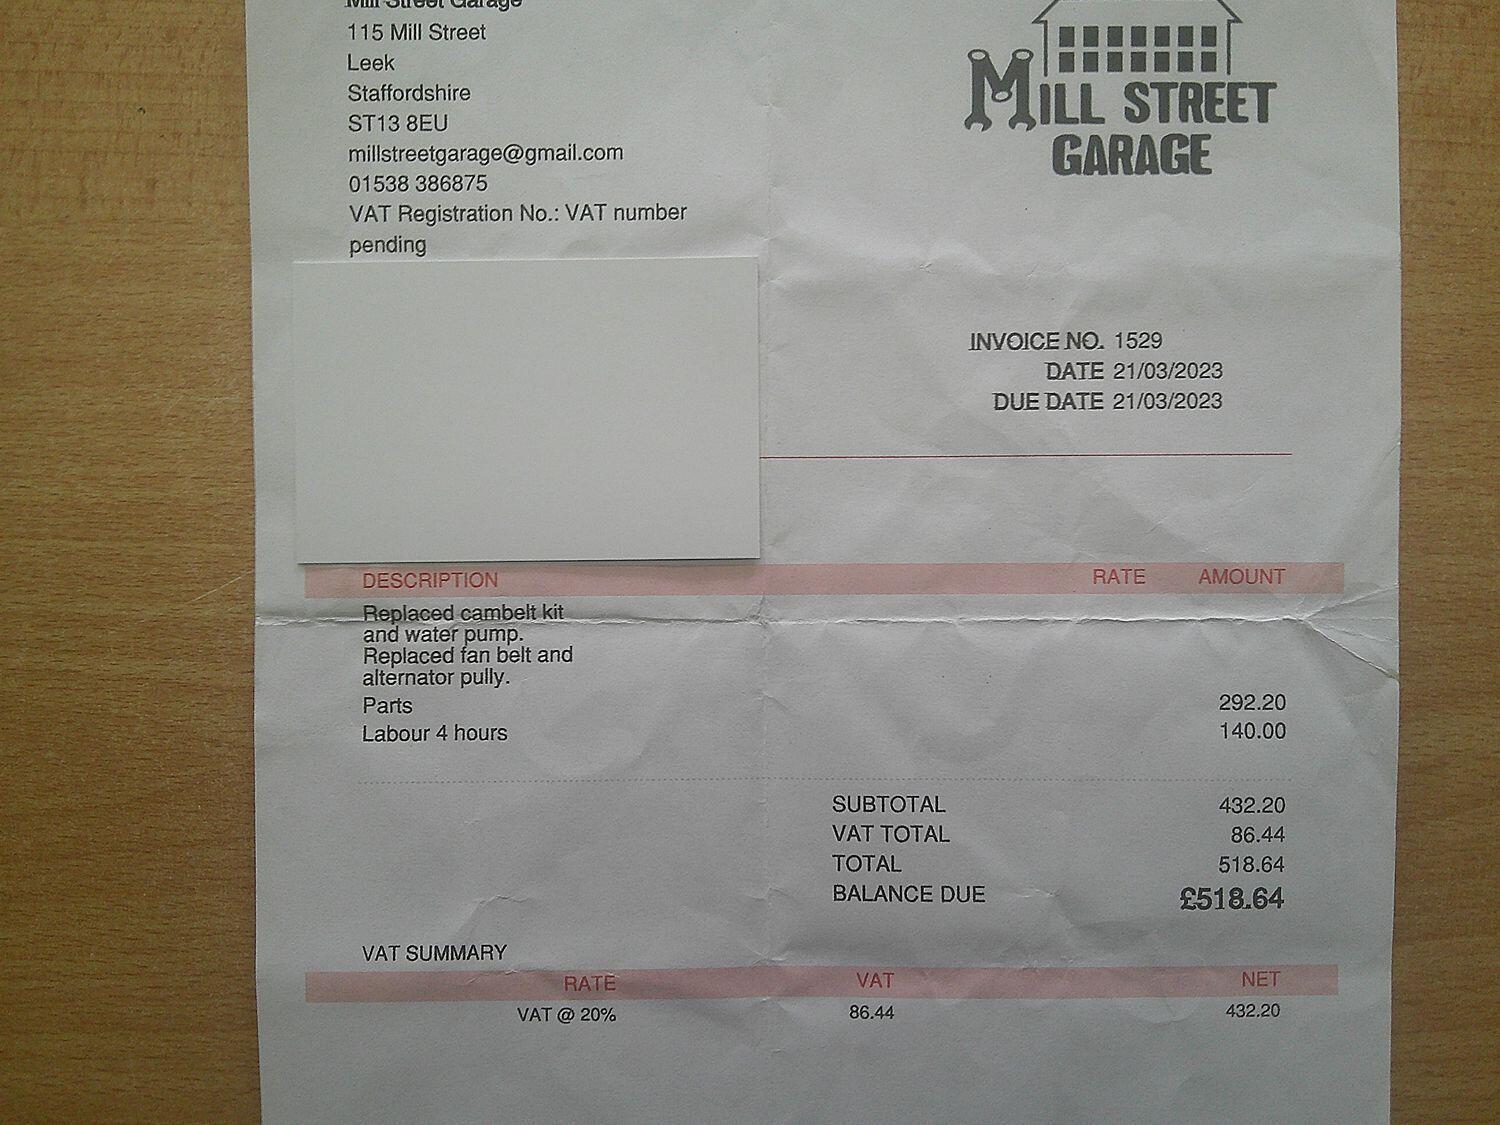 Mill Street Garage
115 Mill Street
Leek
Staffordshire
ST13 8EU
millstreetgarage@gmail.com
01538 386875
VAT Registration No.: VAT number
pending
MILL STREET
GARAGE
INVOICE NO. 1529
DATE 21/03/2023
DUE DATE 21/03/2023
DESCRIPTION RATE AMOUNT
Replaced cambelt kit
and water pump.
Replaced fan belt and
alternator pully.
Parts 292.20
Labour 4 hours 140.00
SUBTOTAL 432.20
VAT TOTAL 86.44
TOTAL 518.64
BALANCE DUE £518.64
VAT SUMMARY
RATE VAT NET
VAT @ 20% 86.44 432.20